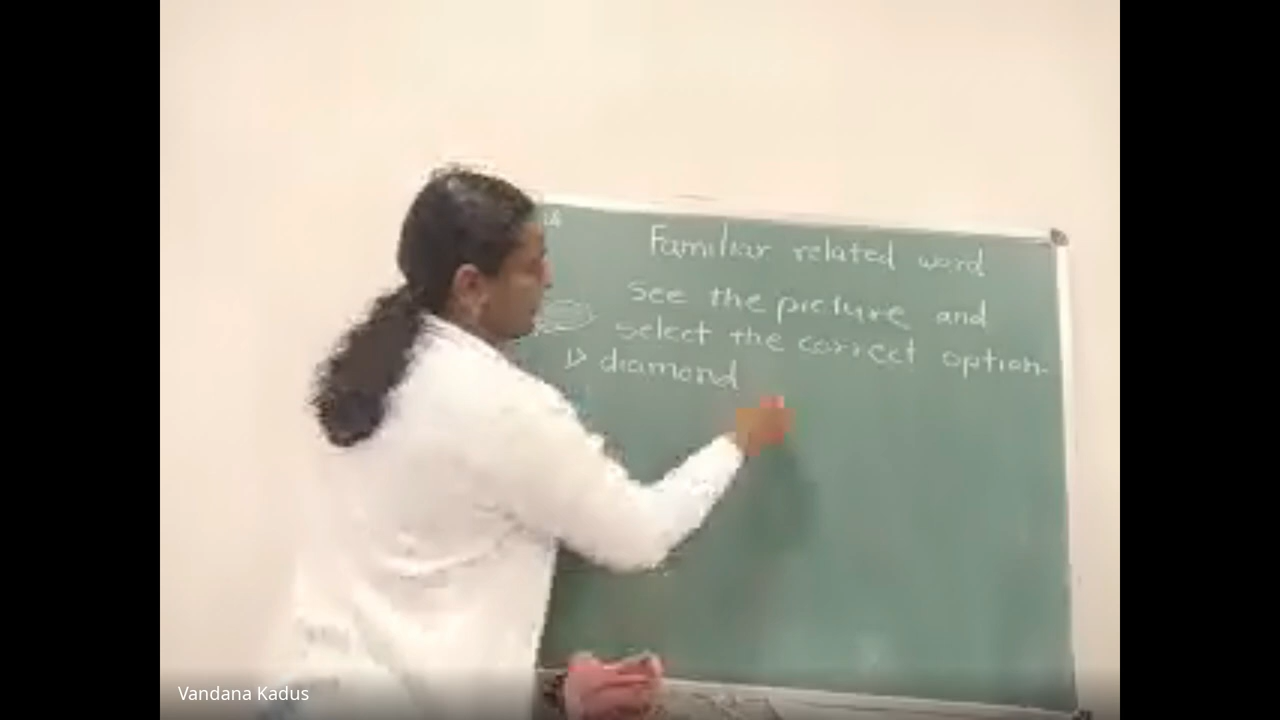 Familiar related word
see the picture and
select the correct option.
1> diamond
Vandana Kadus